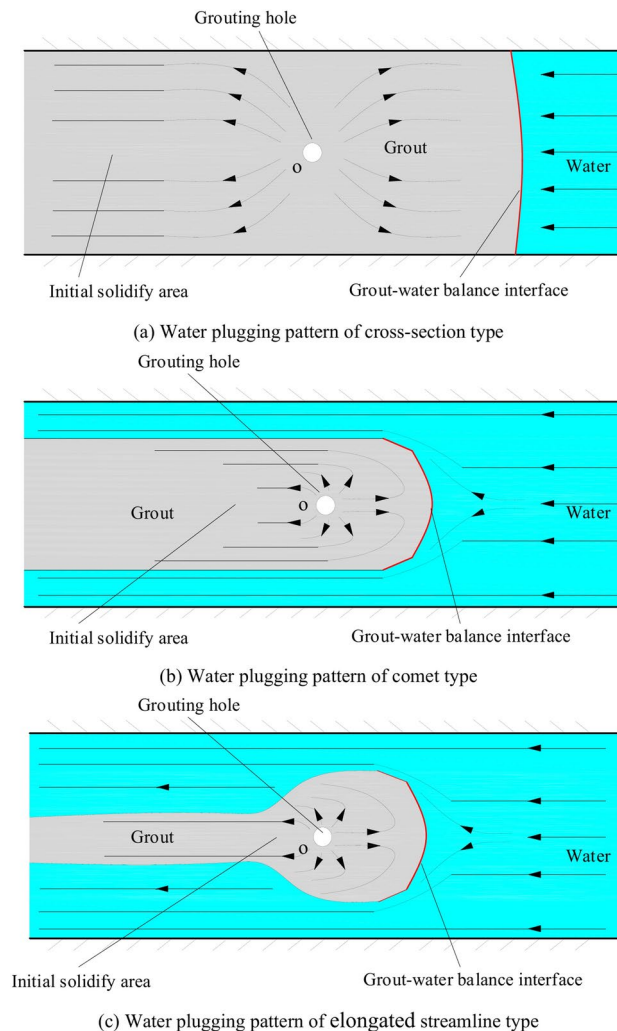 Grouting hole
Grout
O
Water
Initial solidify area
Grout-water balance interface
(a) Water plugging pattern of cross-section type
Grouting hole
O
Grout
Water
Initial solidify area
Grout-water balance interface
(b) Water plugging pattern of comet type
Grouting hole
Grout
O
Water
Initial solidify area
Grout-water balance interface
(c) Water plugging pattern of elongated streamline type